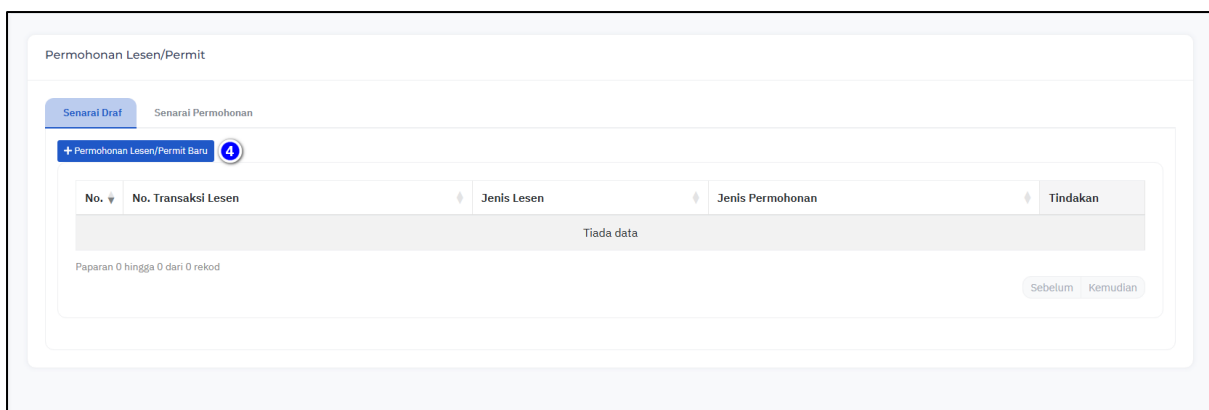 Permohonan Lesen/Permit
Senarai Draf Senarai Permohonan
+ Permohonan Lesen/Permit Baru 4
No. No. Transaksi Lesen Jenis Lesen Jenis Permohonan Tindakan
Tiada data
Paparan 0 hingga 0 dari 0 rekod
Sebelum Kemudian